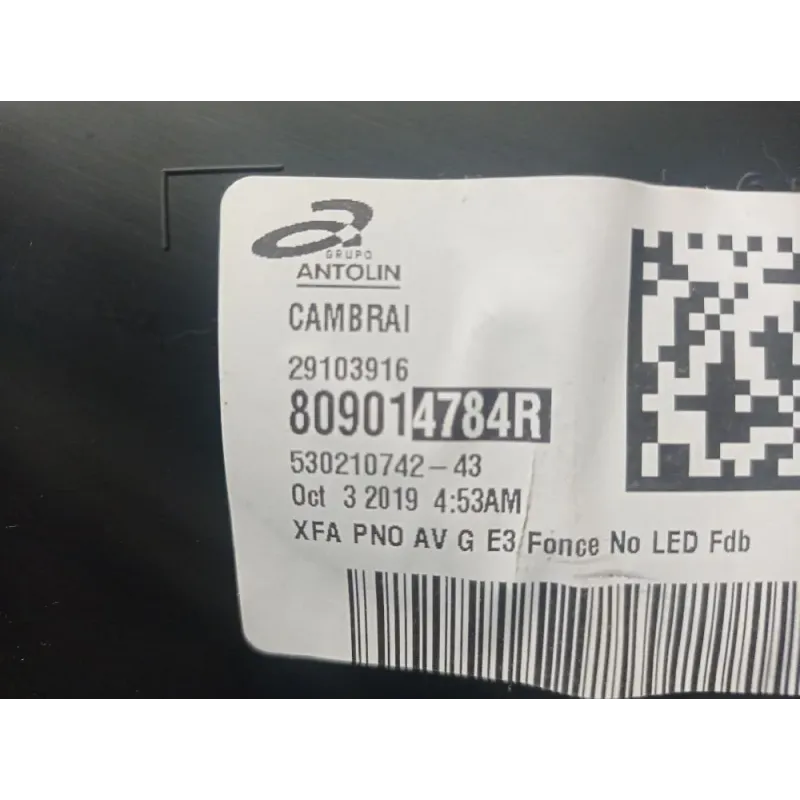 GRUPO
ANTOLIN
CAMBRAI
29103916
809014784R
530210742-43
Oct 3 2019 4:53AM
XFA PNO AV G E3 Fonce No LED Fdb